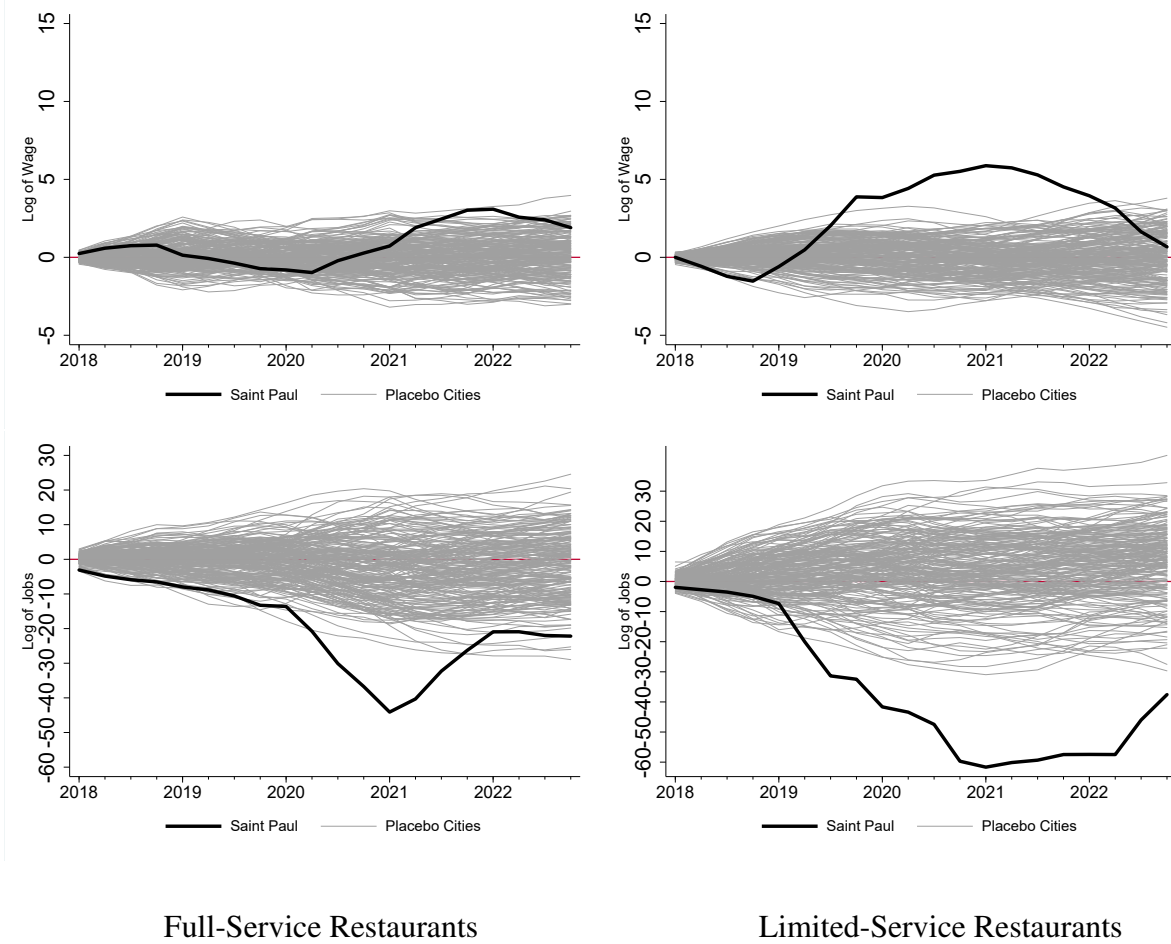 15
10
5
0
-5
Log of Wage
2018 2019 2020 2021 2022
Saint Paul Placebo Cities
15
10
5
0
-5
Log of Wage
2018 2019 2020 2021 2022
Saint Paul Placebo Cities
30
20
10
0
-10
-20
-30
-40
-50
-60
Log of Jobs
2018 2019 2020 2021 2022
Saint Paul Placebo Cities
30
20
10
0
-10
-20
-30
-40
-50
-60
Log of Jobs
2018 2019 2020 2021 2022
Saint Paul Placebo Cities
Full-Service Restaurants Limited-Service Restaurants